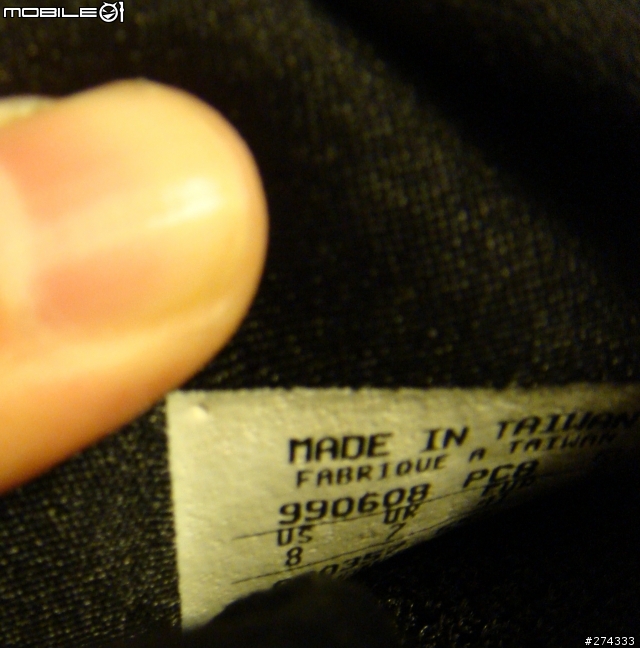 MOBILE01
MADE IN TAIWAN
FABRIQUE A TAIWAN
990608 PC8
US UK
8 7
#274333